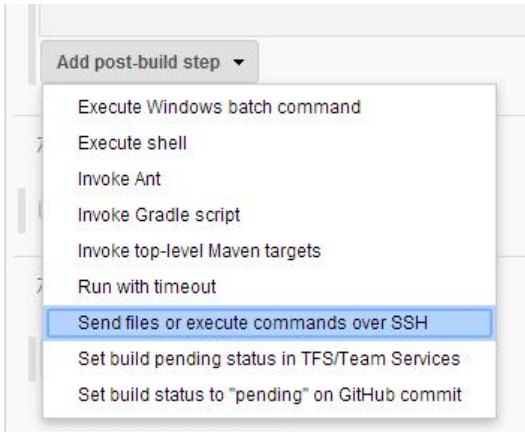 Add post-build step
Execute Windows batch command
Execute shell
Invoke Ant
Invoke Gradle script
Invoke top-level Maven targets
Run with timeout
Send files or execute commands over SSH
Set build pending status in TFS/Team Services
Set build status to "pending" on GitHub commit